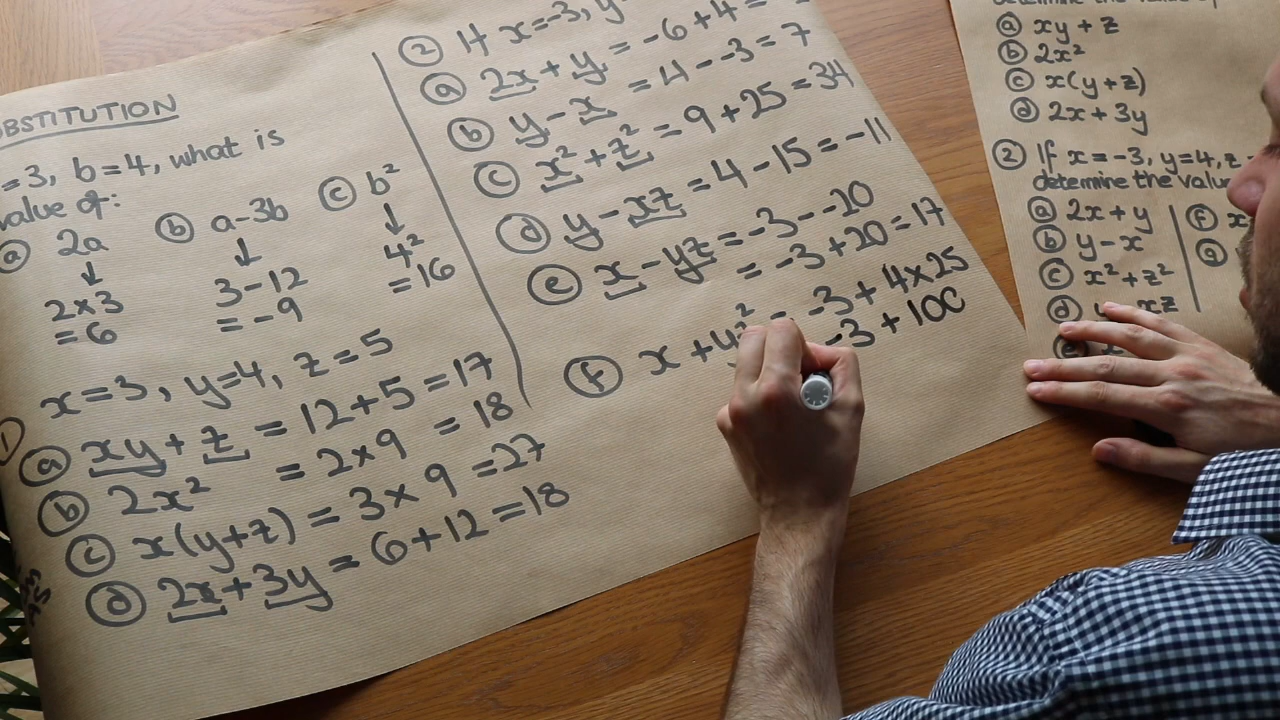 BSTITUTION
=3, b=4, what is
value of:
(a) 2a
↓
2×3
=6
(b) a-3b
↓
3-12
=-9
(c) b²
↓
4²
=16
(1) x=3, y=4, z=5
(a) xy+z = 12+5 =17
(b) 2x² = 2×9 = 18
(c) x(y+z) = 3×9 =27
(d) 2x+3y = 6+12 =18
(2) If x=-3, y
(a) 2x+y = -6+4 =
(b) y-x = 4--3 = 7
(c) x²+z² = 9+25 =34
(d) y-xz = 4-15 = -11
(e) x-yz = -3--20
= -3+20 = 17
(f) x+yz² = -3+4×25
-3+100
(a) xy+z
(b) 2x²
(c) x(y+z)
(d) 2x+3y
(2) If x=-3, y=4, z
determine the value
(a) 2x+y
(b) y-x
(c) x²+z²
(d) y xz
(e) x
(f) x
(g)